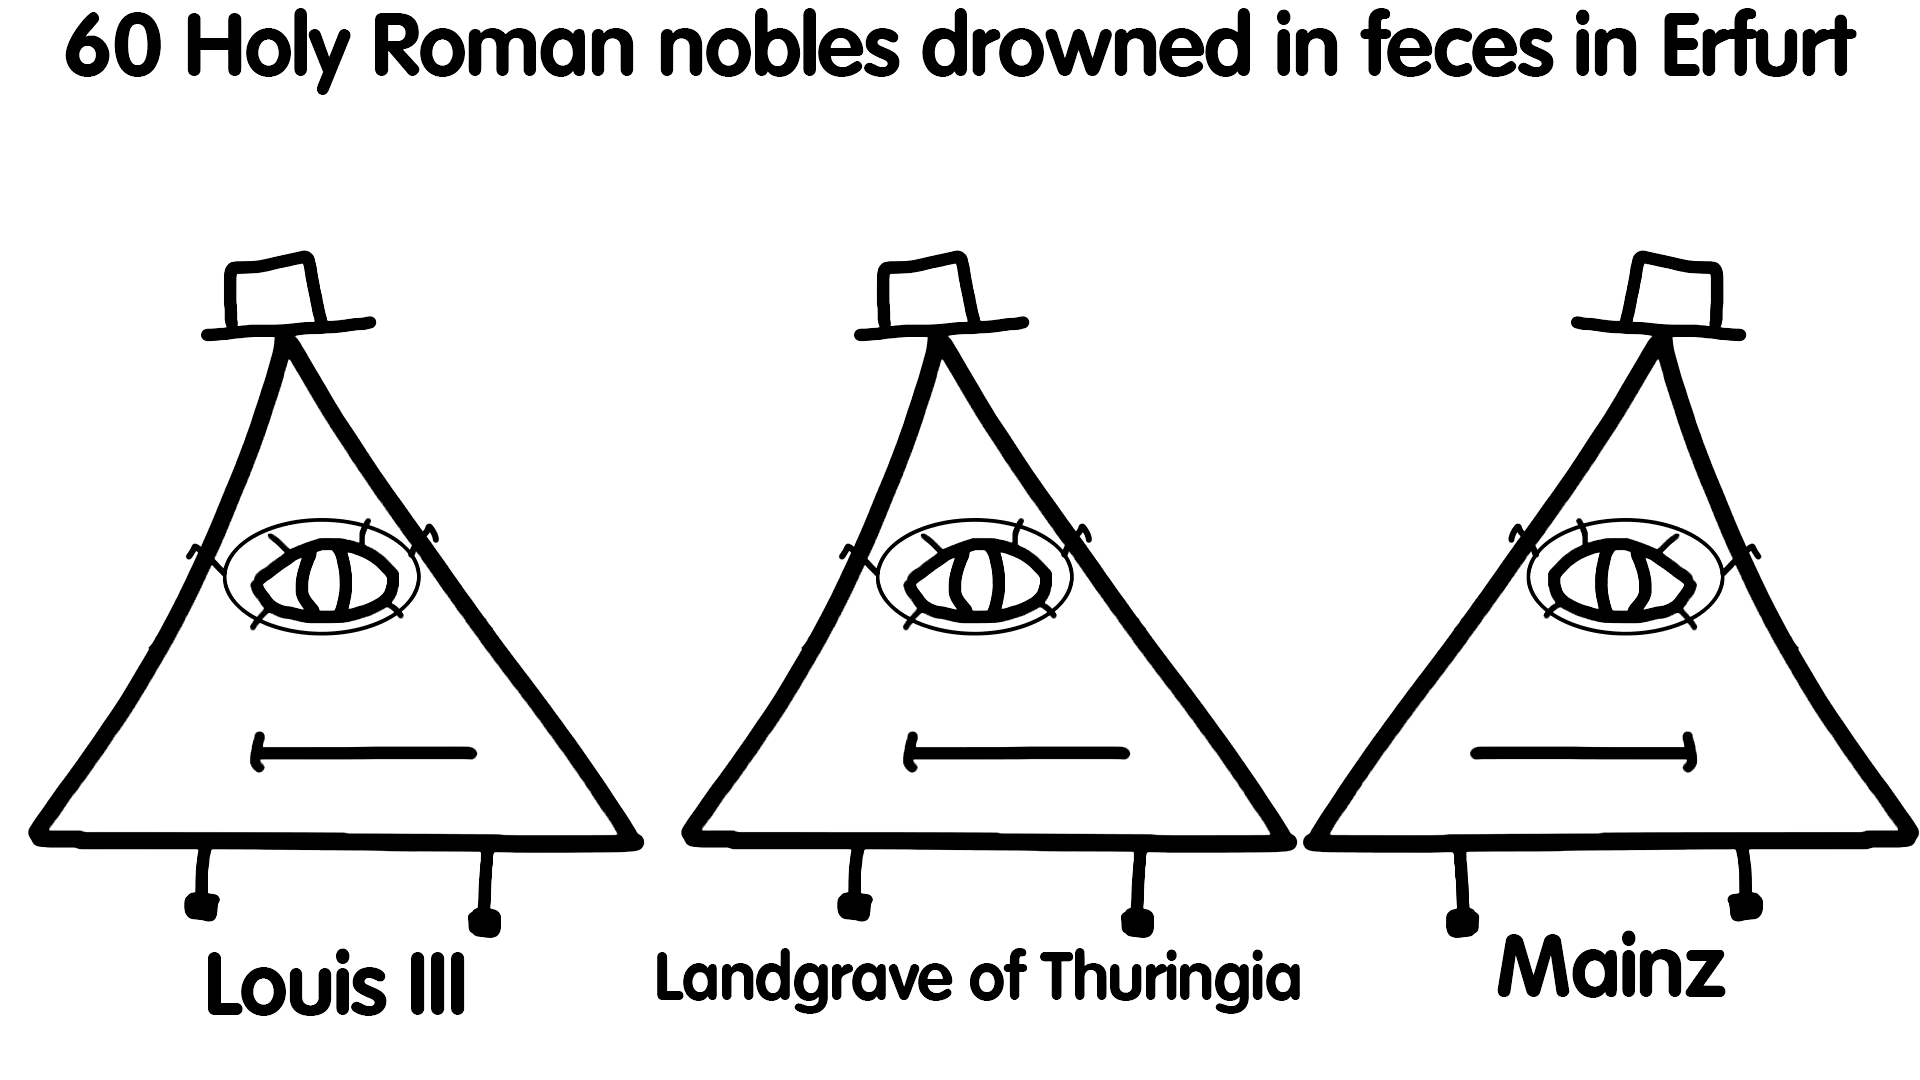 60 Holy Roman nobles drowned in feces in Erfurt
Louis III
Landgrave of Thuringia
Mainz